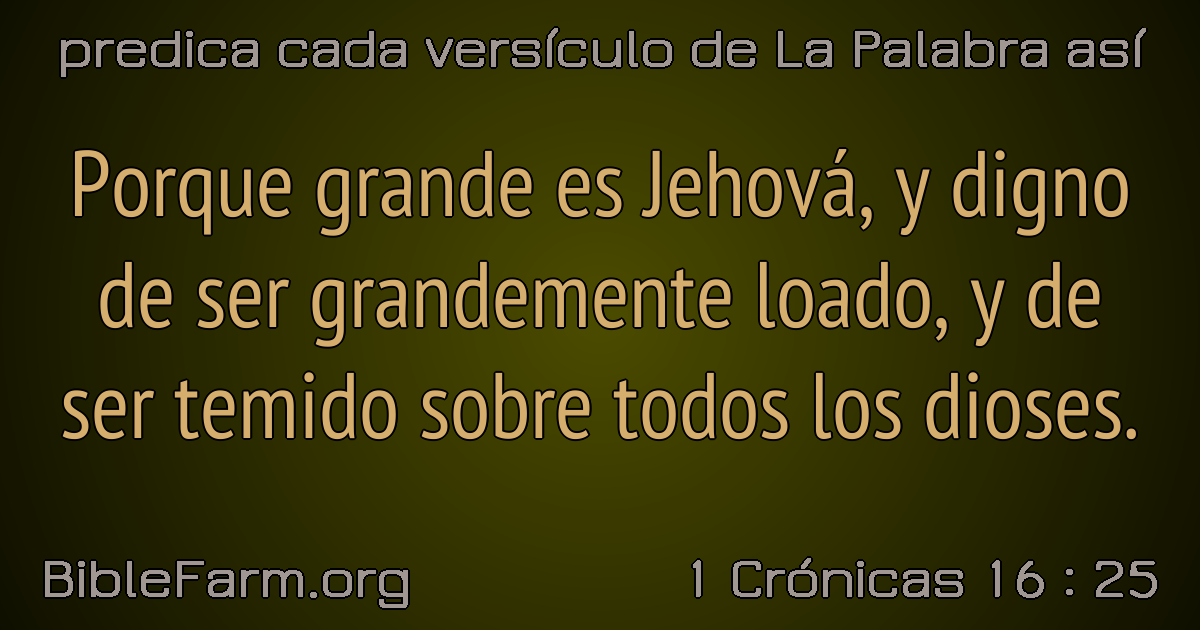 predica cada versículo de La Palabra así
Porque grande es Jehová, y digno
de ser grandemente loado, y de
ser temido sobre todos los dioses.
BibleFarm.org
1 Crónicas 16 : 25